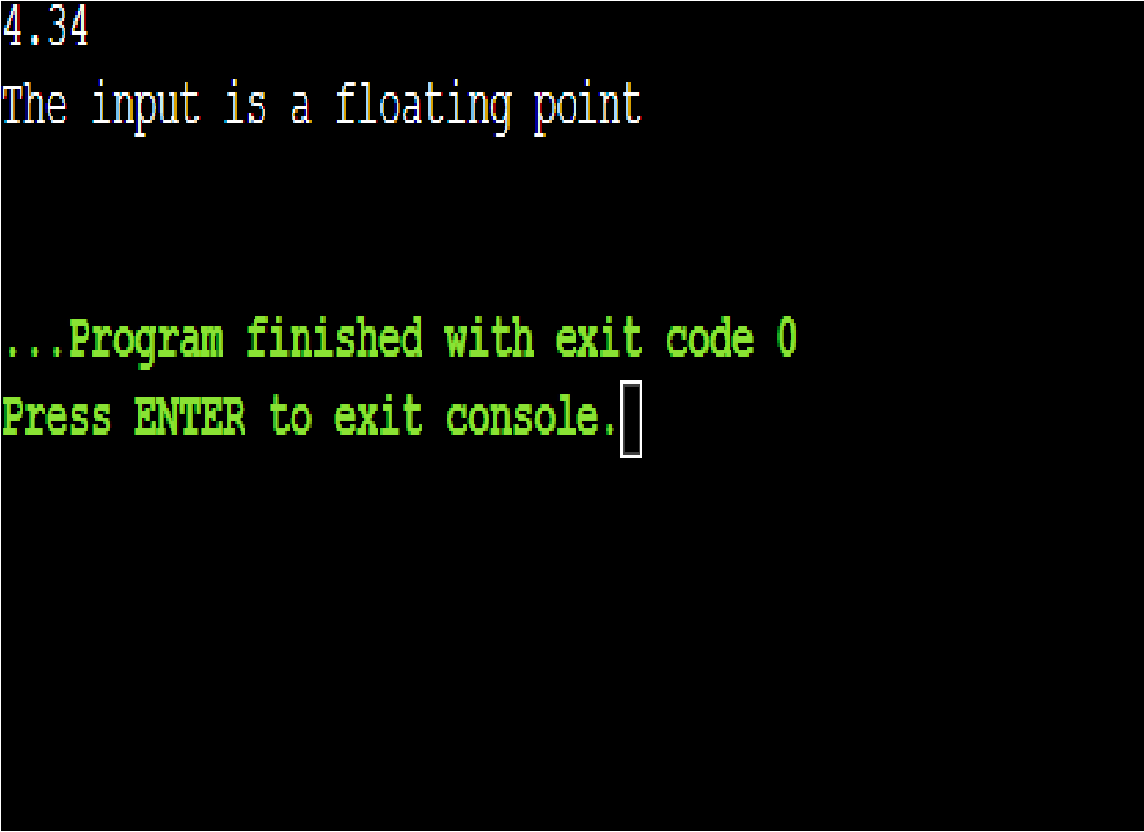 4.34
The input is a floating point
...Program finished with exit code 0
Press ENTER to exit console.